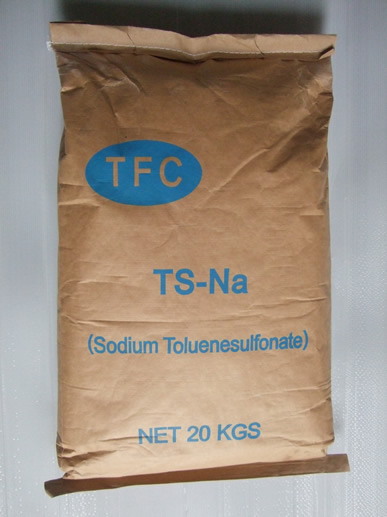 TFC
TS-Na
(Sodium Toluenesulfonate)
NET 20 KGS